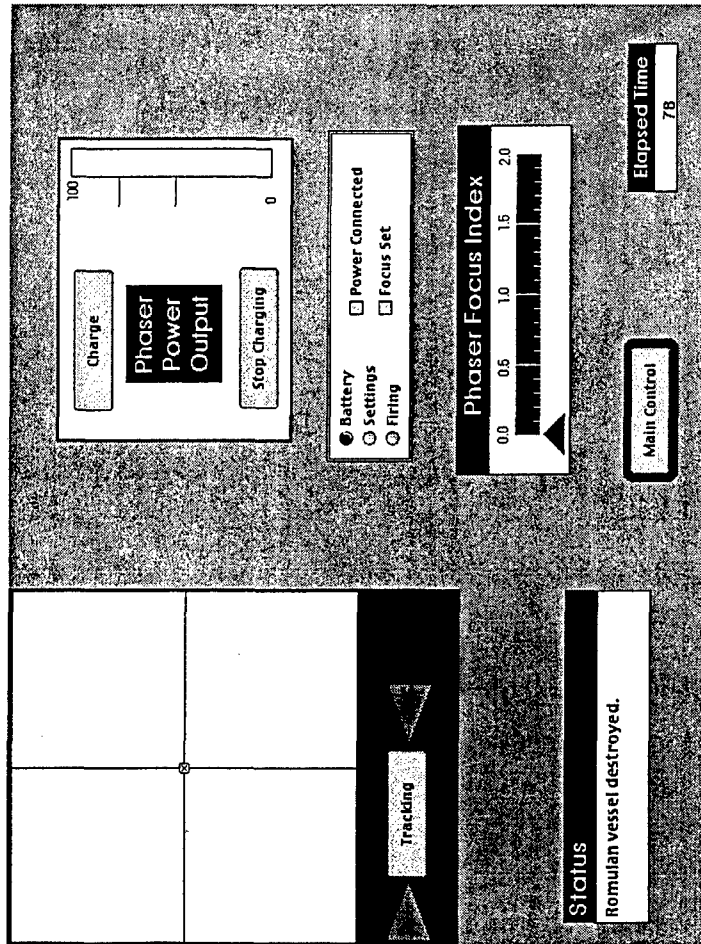 Tracking
Status
Romulan vessel destroyed.
Charge
Phaser
Power
Output
Stop Charging
100
0
Battery
Settings
Firing
Power Connected
Focus Set
Phaser Focus Index
0.0 0.5 1.0 1.5 2.0
Main Control
Elapsed Time
78